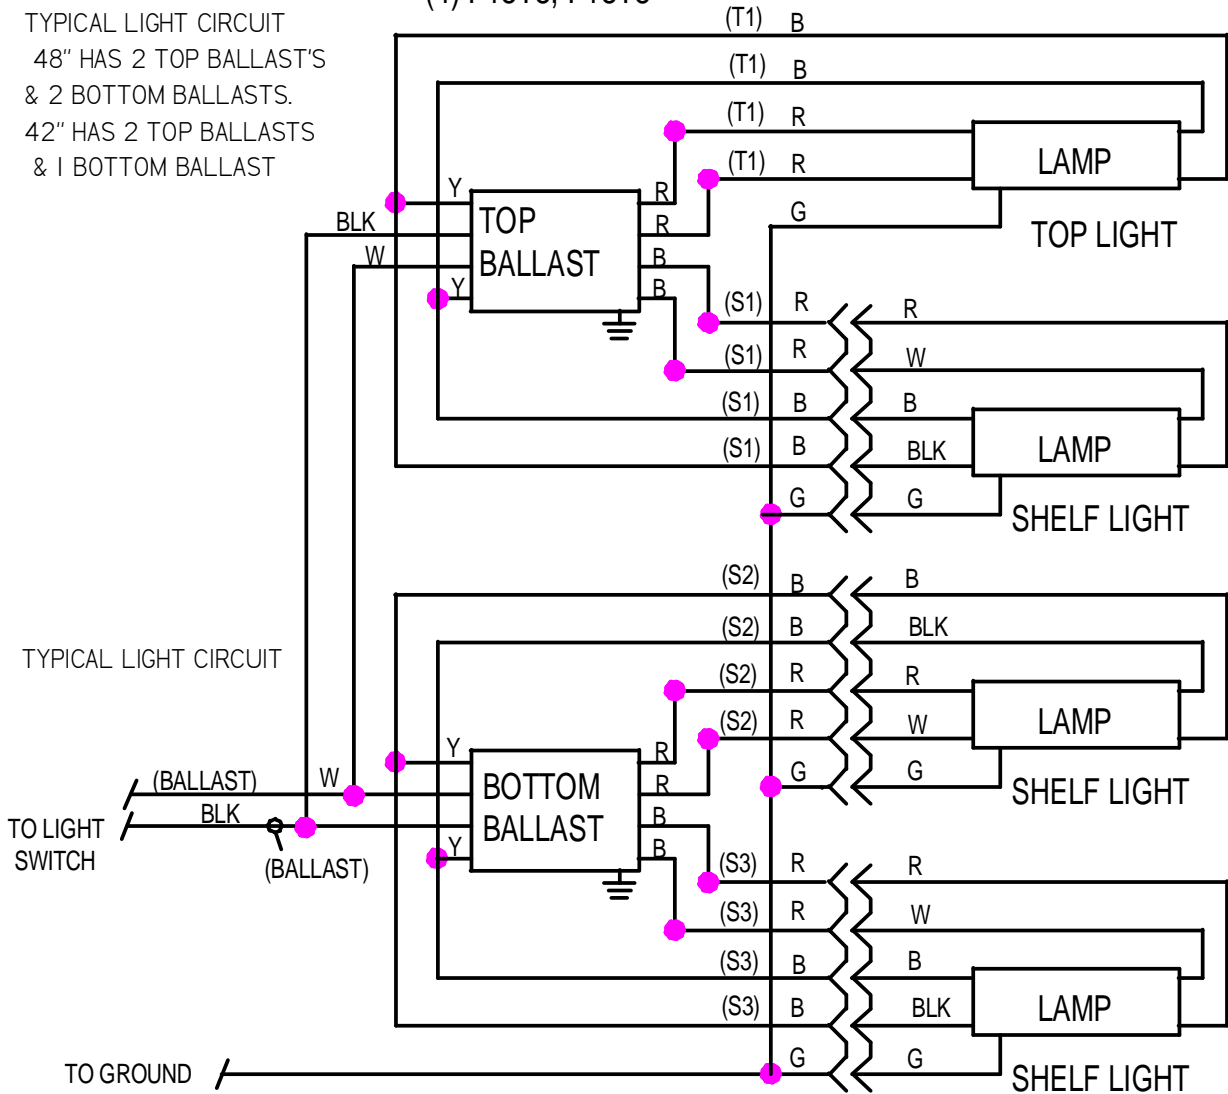 TYPICAL LIGHT CIRCUIT
48" HAS 2 TOP BALLAST'S
& 2 BOTTOM BALLASTS.
42" HAS 2 TOP BALLASTS
& 1 BOTTOM BALLAST
(T1) B
(T1) B
(T1) R
(T1) R
G
LAMP
TOP LIGHT
Y
BLK
W
Y
TOP
BALLAST
R
R
B
B
(S1) R R
(S1) R W
(S1) B B
(S1) B BLK
G G
LAMP
SHELF LIGHT
(S2) B B
(S2) B BLK
(S2) R R
(S2) R W
G G
LAMP
SHELF LIGHT
TYPICAL LIGHT CIRCUIT
Y
(BALLAST) W
BLK
TO LIGHT
SWITCH
(BALLAST)
Y
BOTTOM
BALLAST
R
R
B
B
(S3) R R
(S3) R W
(S3) B B
(S3) B BLK
G G
LAMP
SHELF LIGHT
TO GROUND